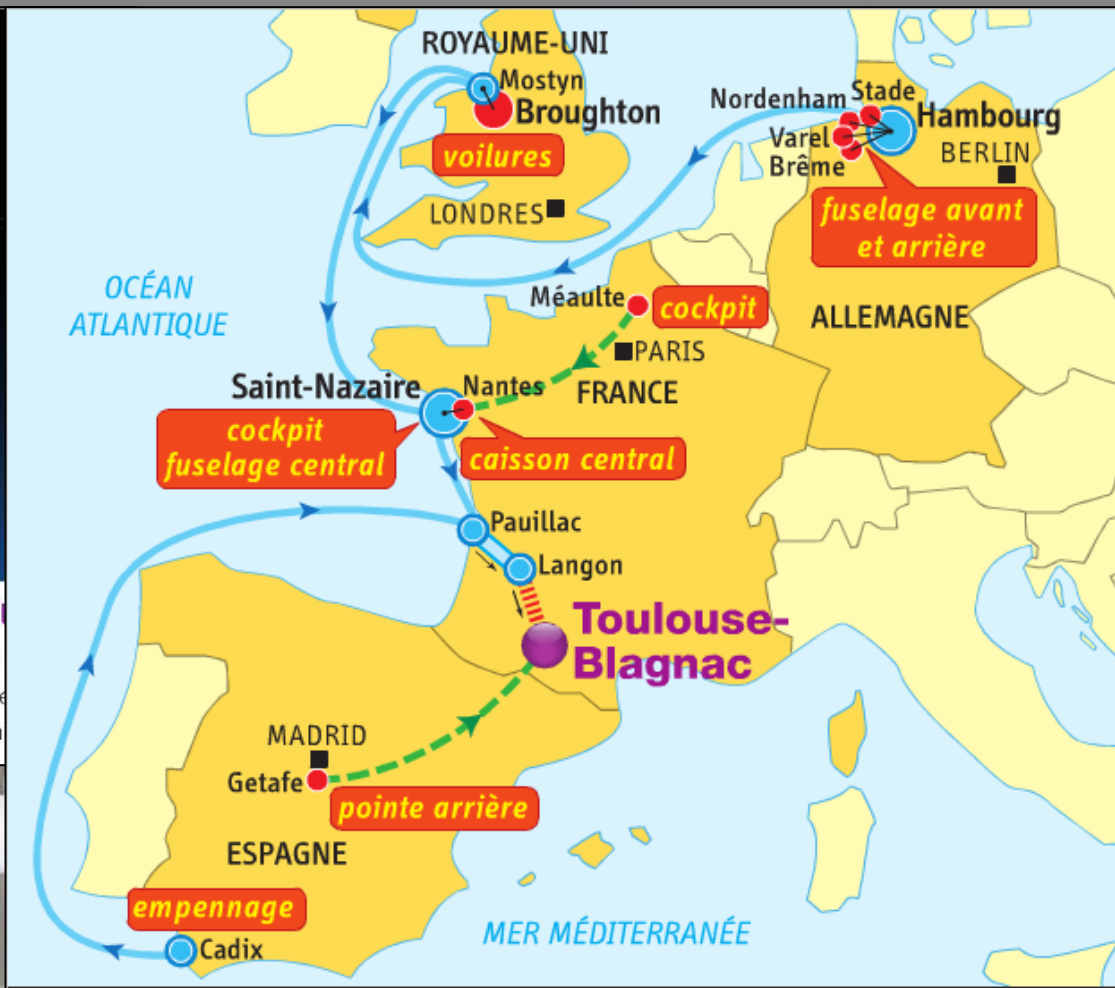 ROYAUME-UNI
Mostyn
Broughton
voilures
LONDRES
Nordenham
Stade
Hambourg
Varel
Brême
BERLIN
fuselage avant
et arrière
OCÉAN
ATLANTIQUE
Méaulte
cockpit
ALLEMAGNE
PARIS
Saint-Nazaire
Nantes
FRANCE
cockpit
fuselage central
caisson central
Pauillac
Langon
Toulouse-
Blagnac
MADRID
Getafe
pointe arrière
ESPAGNE
empennage
Cadix
MER MÉDITERRANÉE